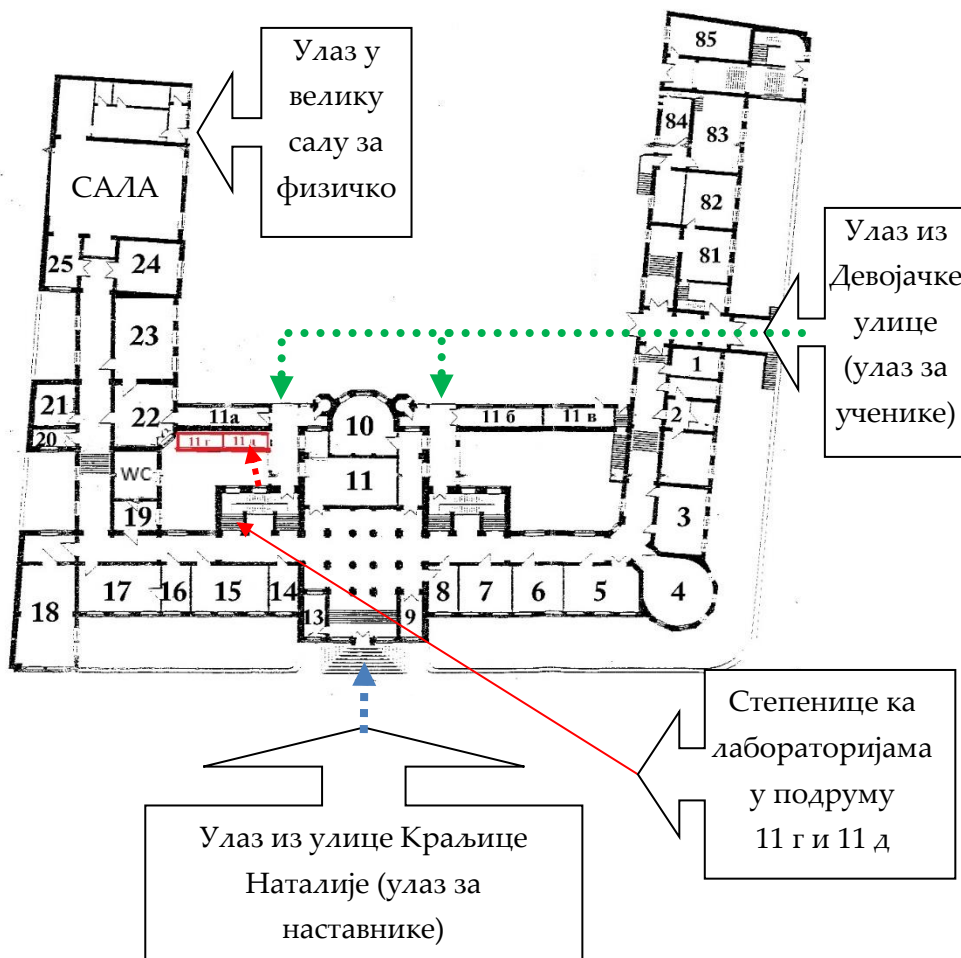 Улаз у
велику
салу за
физичко
85
84
83
САЛА
82
Улаз из
Девојачке
улице
(улаз за
ученике)
81
25
24
23
1
21
22
11а
10
11 б
11 в
2
20
11 г
11 д
WC
11
19
3
18
17
16
15
14
13
9
8
7
6
5
4
Степенице ка
лабораторијама
у подруму
11 г и 11 д
Улаз из улице Краљице
Наталије (улаз за
наставнике)